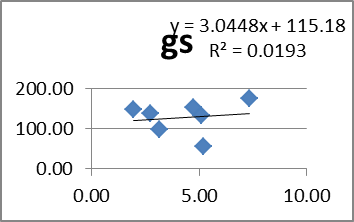 y = 3.0448x + 115.18
R² = 0.0193
gs
200.00
100.00
0.00
0.00 5.00 10.00